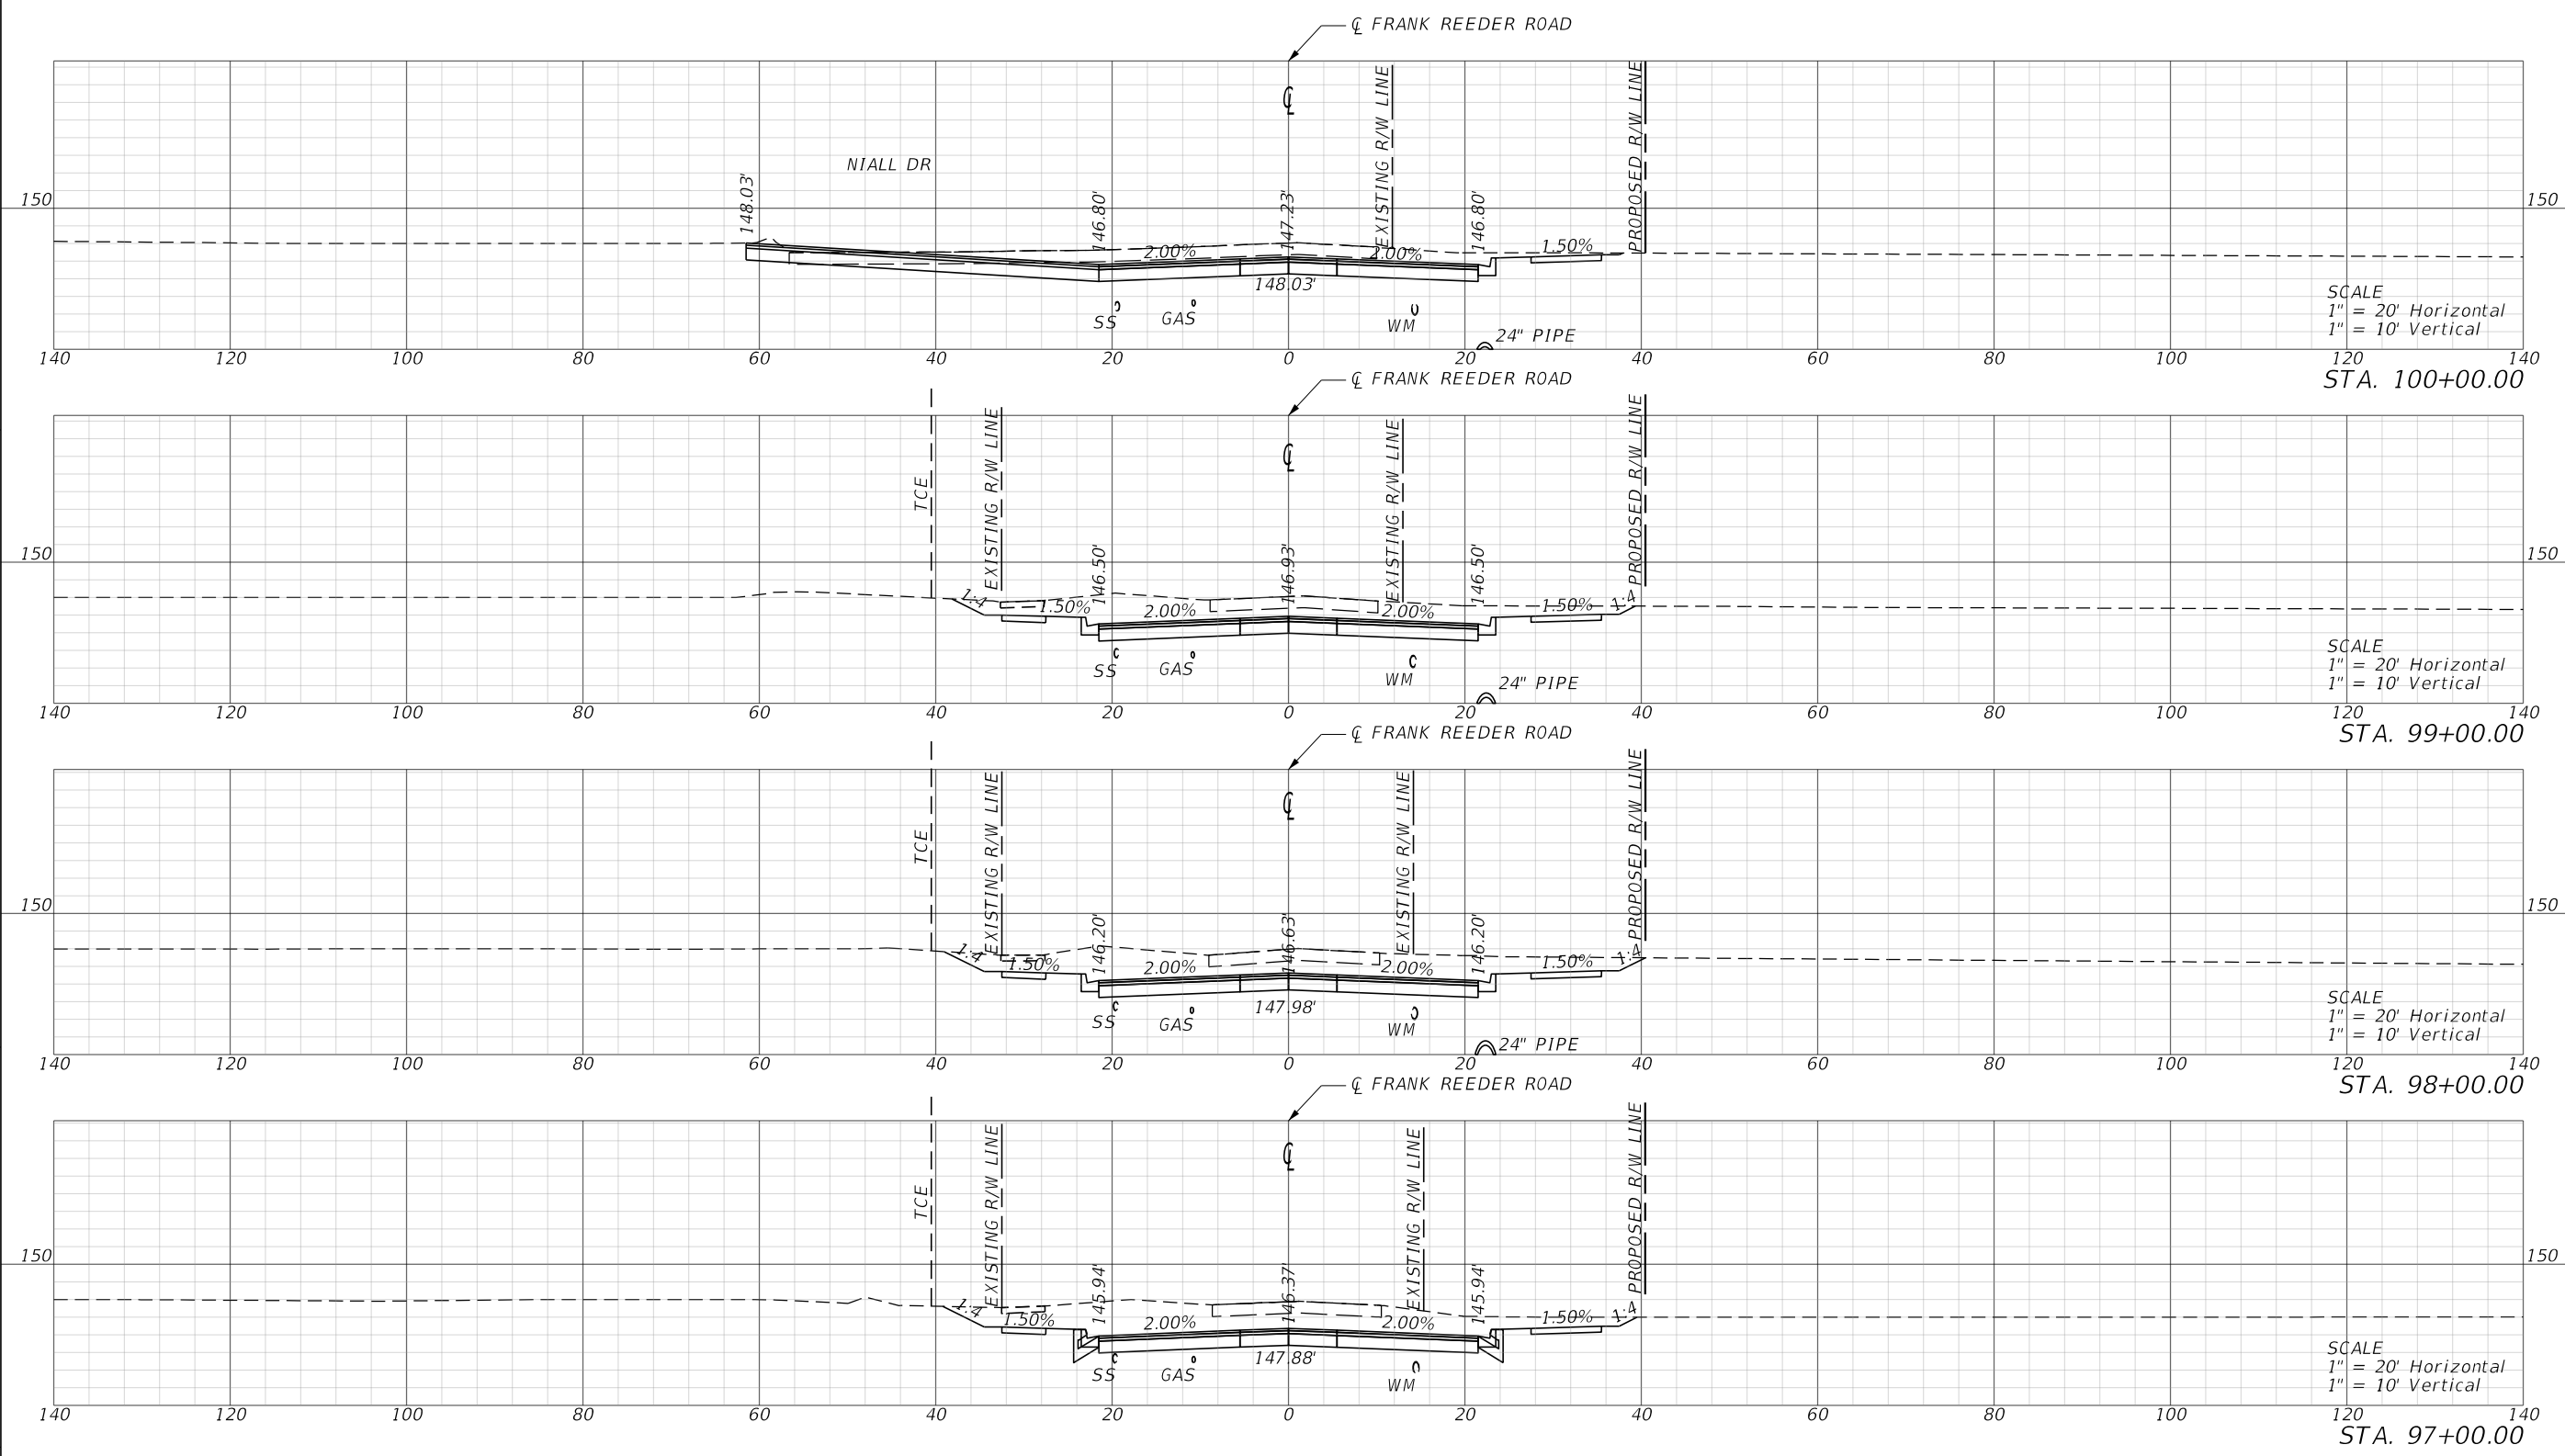 ℄ FRANK REEDER ROAD
℄
EXISTING R/W LINE
PROPOSED R/W LINE
NIALL DR
148.03'
146.80'
147.23'
146.80'
150
150
2.00%
2.00%
1.50%
148.03'
SS
GAS
WM
24" PIPE
SCALE
1" = 20' Horizontal
1" = 10' Vertical
140 120 100 80 60 40 20 0 20 40 60 80 100 120 140
STA. 100+00.00
℄ FRANK REEDER ROAD
℄
TCE
EXISTING R/W LINE
EXISTING R/W LINE
PROPOSED R/W LINE
146.50'
146.93'
146.50'
150
150
1:4
1.50%
2.00%
2.00%
1.50%
1:4
SS
GAS
WM
24" PIPE
SCALE
1" = 20' Horizontal
1" = 10' Vertical
140 120 100 80 60 40 20 0 20 40 60 80 100 120 140
STA. 99+00.00
℄ FRANK REEDER ROAD
℄
TCE
EXISTING R/W LINE
EXISTING R/W LINE
PROPOSED R/W LINE
146.20'
146.63'
146.20'
150
150
1:4
1.50%
2.00%
2.00%
1.50%
1:4
147.98'
SS
GAS
WM
24" PIPE
SCALE
1" = 20' Horizontal
1" = 10' Vertical
140 120 100 80 60 40 20 0 20 40 60 80 100 120 140
STA. 98+00.00
℄ FRANK REEDER ROAD
℄
TCE
EXISTING R/W LINE
EXISTING R/W LINE
PROPOSED R/W LINE
145.94'
146.37'
145.94'
150
150
1:4
1.50%
2.00%
2.00%
1.50%
1:4
147.88'
SS
GAS
WM
SCALE
1" = 20' Horizontal
1" = 10' Vertical
140 120 100 80 60 40 20 0 20 40 60 80 100 120 140
STA. 97+00.00